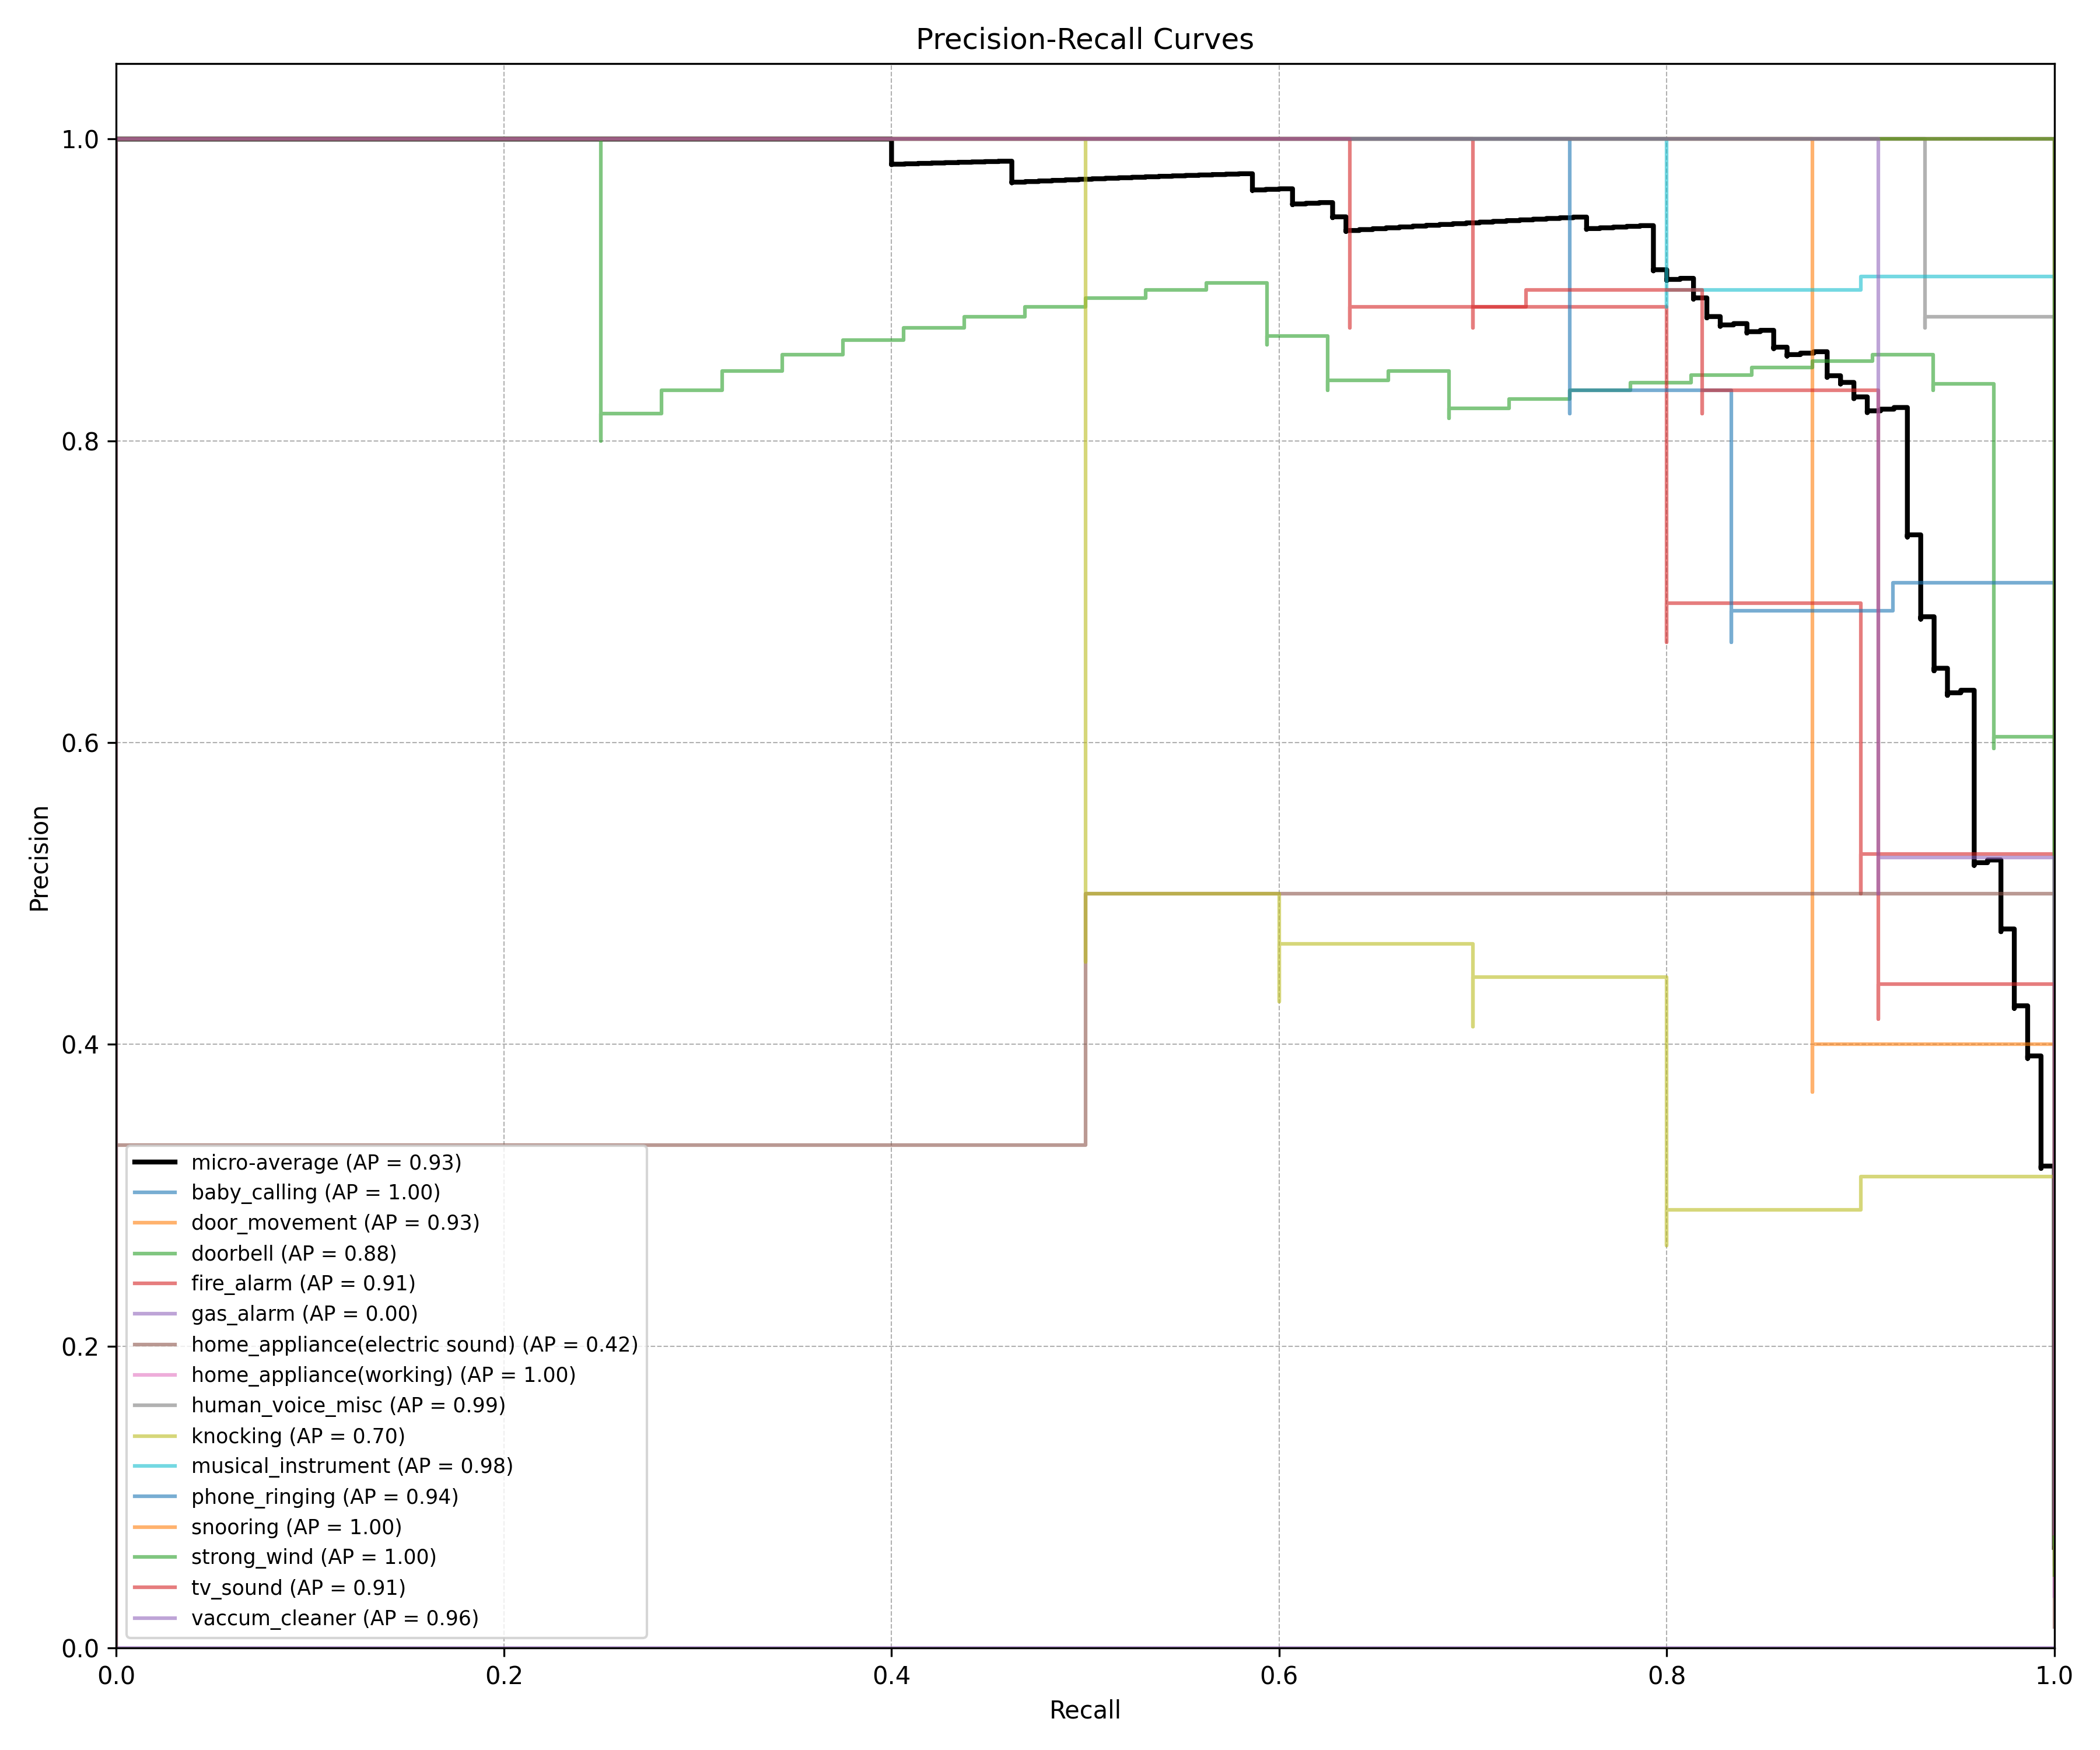 Precision-Recall Curves
1.0
0.8
0.6
0.4
0.2
0.0
Precision
micro-average (AP = 0.93)
baby_calling (AP = 1.00)
door_movement (AP = 0.93)
doorbell (AP = 0.88)
fire_alarm (AP = 0.91)
gas_alarm (AP = 0.00)
home_appliance(electric sound) (AP = 0.42)
home_appliance(working) (AP = 1.00)
human_voice_misc (AP = 0.99)
knocking (AP = 0.70)
musical_instrument (AP = 0.98)
phone_ringing (AP = 0.94)
snooring (AP = 1.00)
strong_wind (AP = 1.00)
tv_sound (AP = 0.91)
vaccum_cleaner (AP = 0.96)
0.0 0.2 0.4 0.6 0.8 1.0
Recall